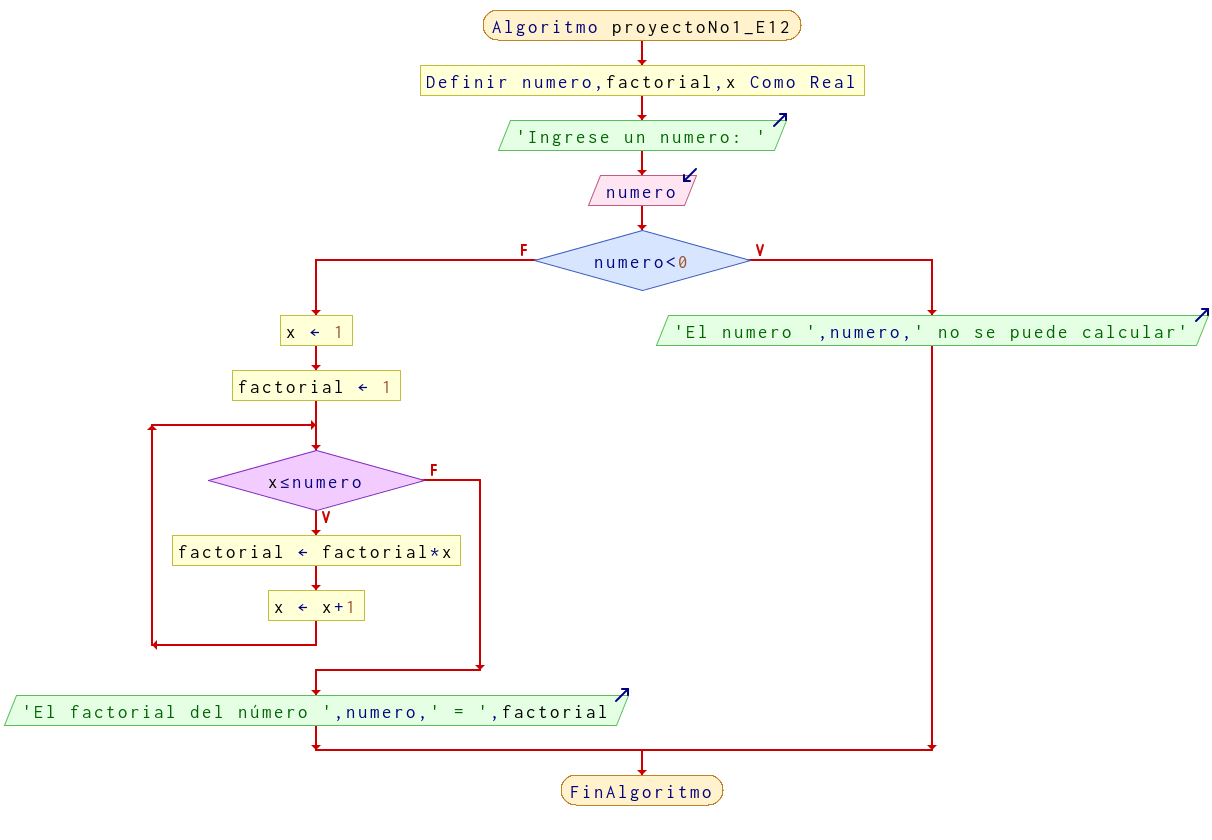 Algoritmo proyectoNo1_E12
Definir numero,factorial,x Como Real
'Ingrese un numero: '
numero
numero<0
F
V
x ← 1
'El numero ',numero,' no se puede calcular'
factorial ← 1
x≤numero
F
V
factorial ← factorial*x
x ← x+1
'El factorial del número ',numero,' = ',factorial
FinAlgoritmo